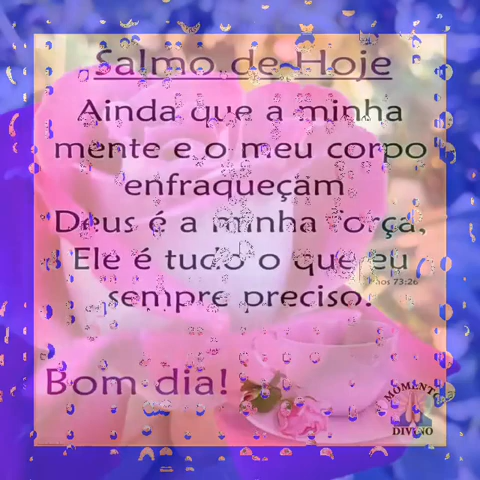 Salmo de Hoje
Ainda que a minha
mente e o meu corpo
enfraqueçam
Deus é a minha força,
Ele é tudo o que eu
sempre preciso.
73:26
Bom dia!
MOMENT
DIVINO